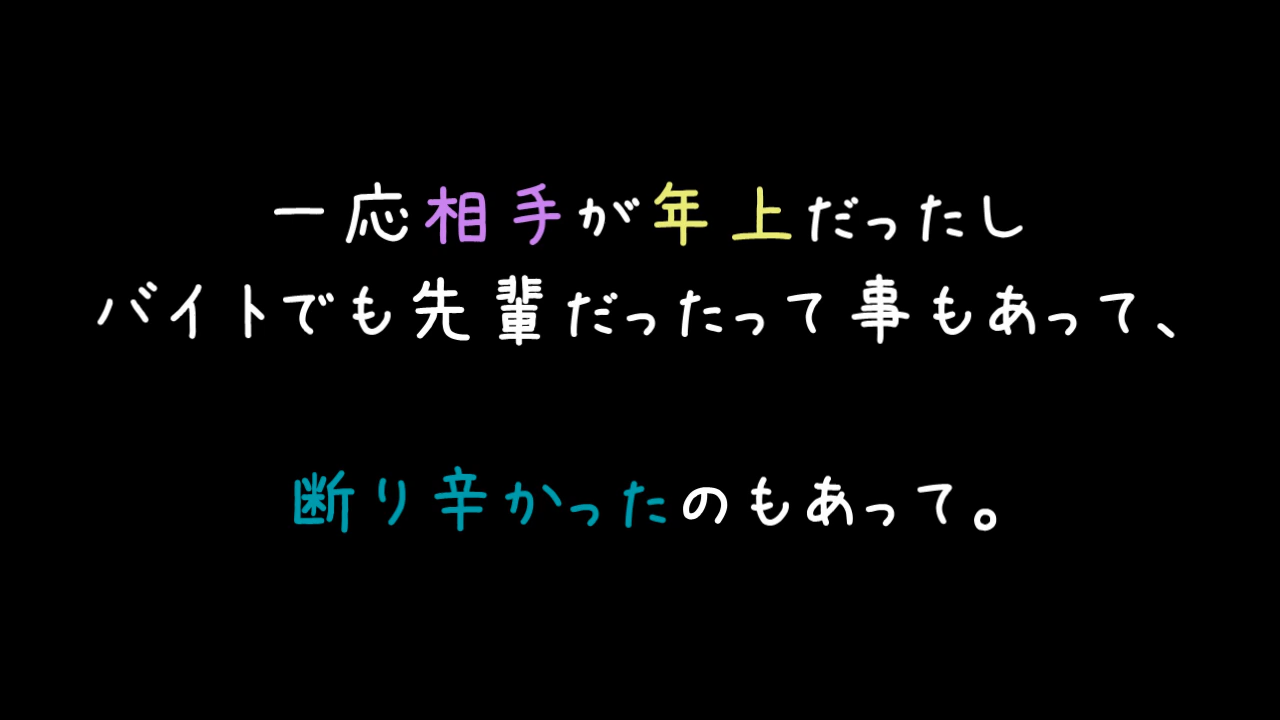 一応相手が年上だったし
バイトでも先輩だったって事もあって、
断り辛かったのもあって。